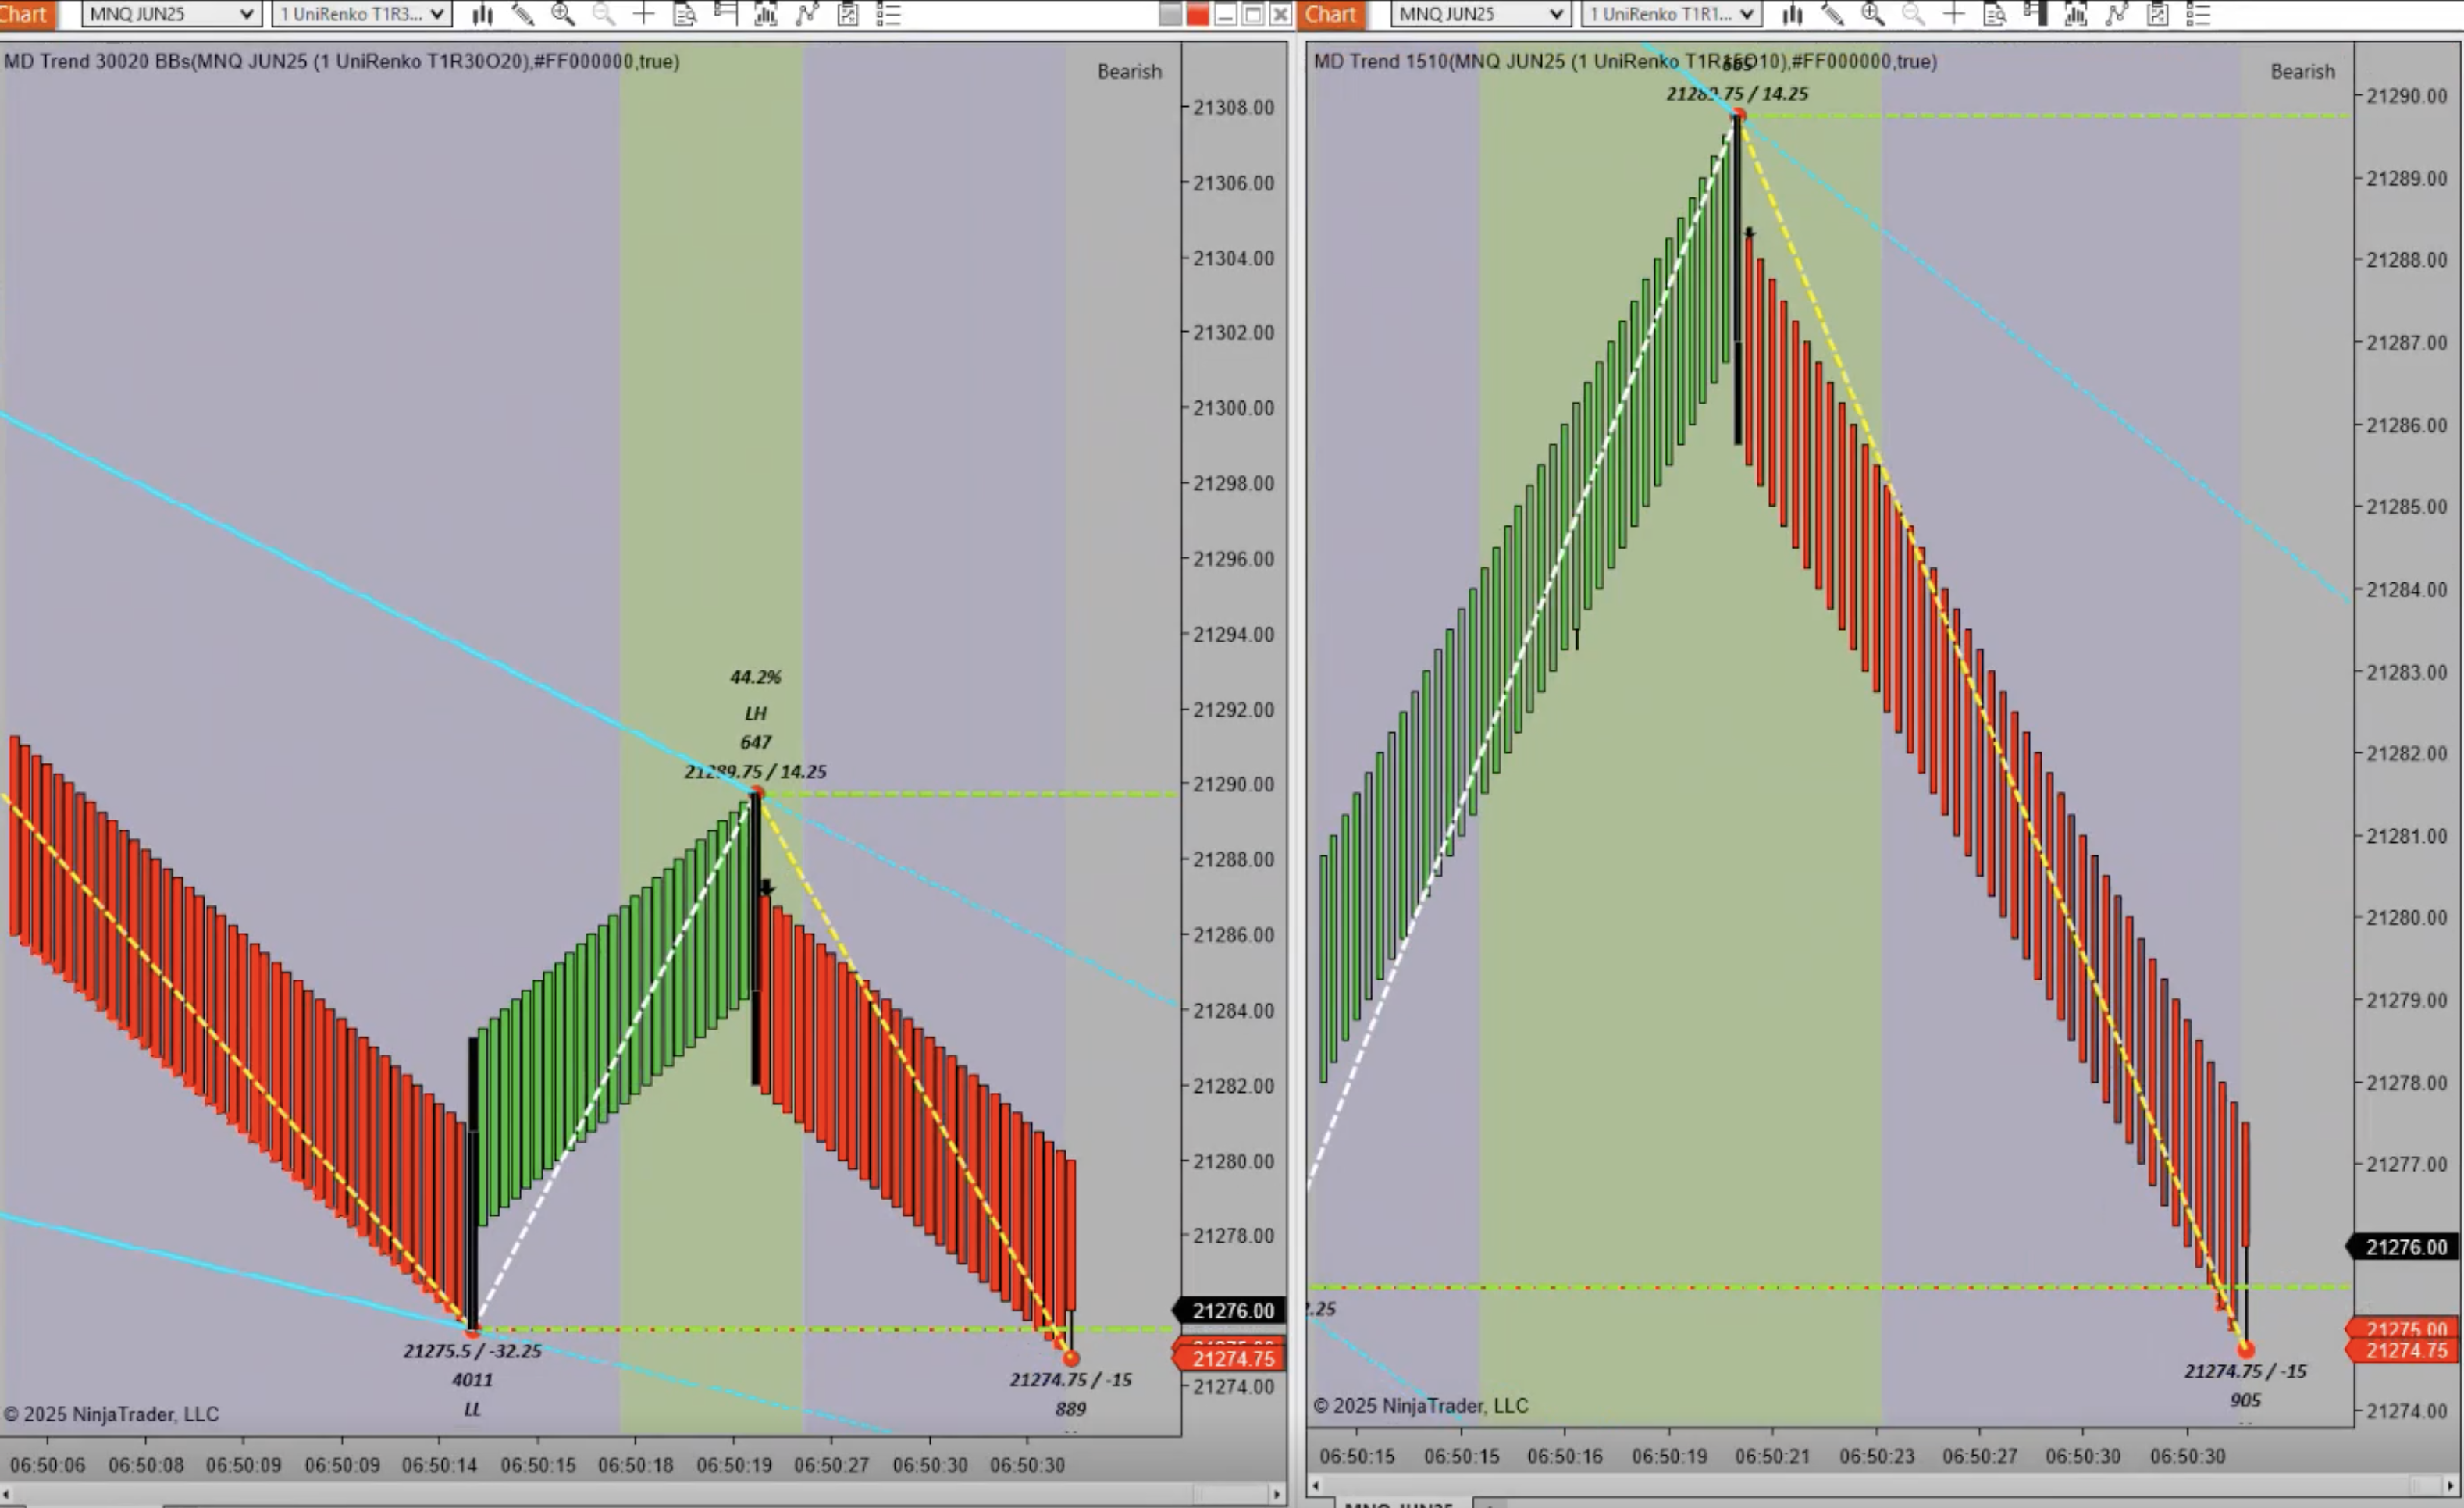 Chart
MNQ JUN25
1 UniRenko T1R3...
MD Trend 30020 BBs(MNQ JUN25 (1 UniRenko T1R30O20),#FF000000,true)
Bearish
21308.00
21306.00
21304.00
21302.00
21300.00
21298.00
21296.00
21294.00
21292.00
21290.00
21288.00
21286.00
21284.00
21282.00
21280.00
21278.00
21276.00
21274.75
21274.00
44.2%
LH
647
21289.75 / 14.25
21275.5 / -32.25
4011
LL
21274.75 / -15
889
© 2025 NinjaTrader, LLC
06:50:06 06:50:08 06:50:09 06:50:09 06:50:14 06:50:15 06:50:18 06:50:19 06:50:27 06:50:30 06:50:30
Chart
MNQ JUN25
1 UniRenko T1R1...
MD Trend 1510(MNQ JUN25 (1 UniRenko T1R15O10),#FF000000,true)
Bearish
21289.75 / 14.25
21290.00
21289.00
21288.00
21287.00
21286.00
21285.00
21284.00
21283.00
21282.00
21281.00
21280.00
21279.00
21278.00
21277.00
21276.00
21275.00
21274.75
21274.00
.25
21274.75 / -15
905
© 2025 NinjaTrader, LLC
06:50:15 06:50:15 06:50:16 06:50:19 06:50:21 06:50:23 06:50:27 06:50:30 06:50:30
MNQ JUN25